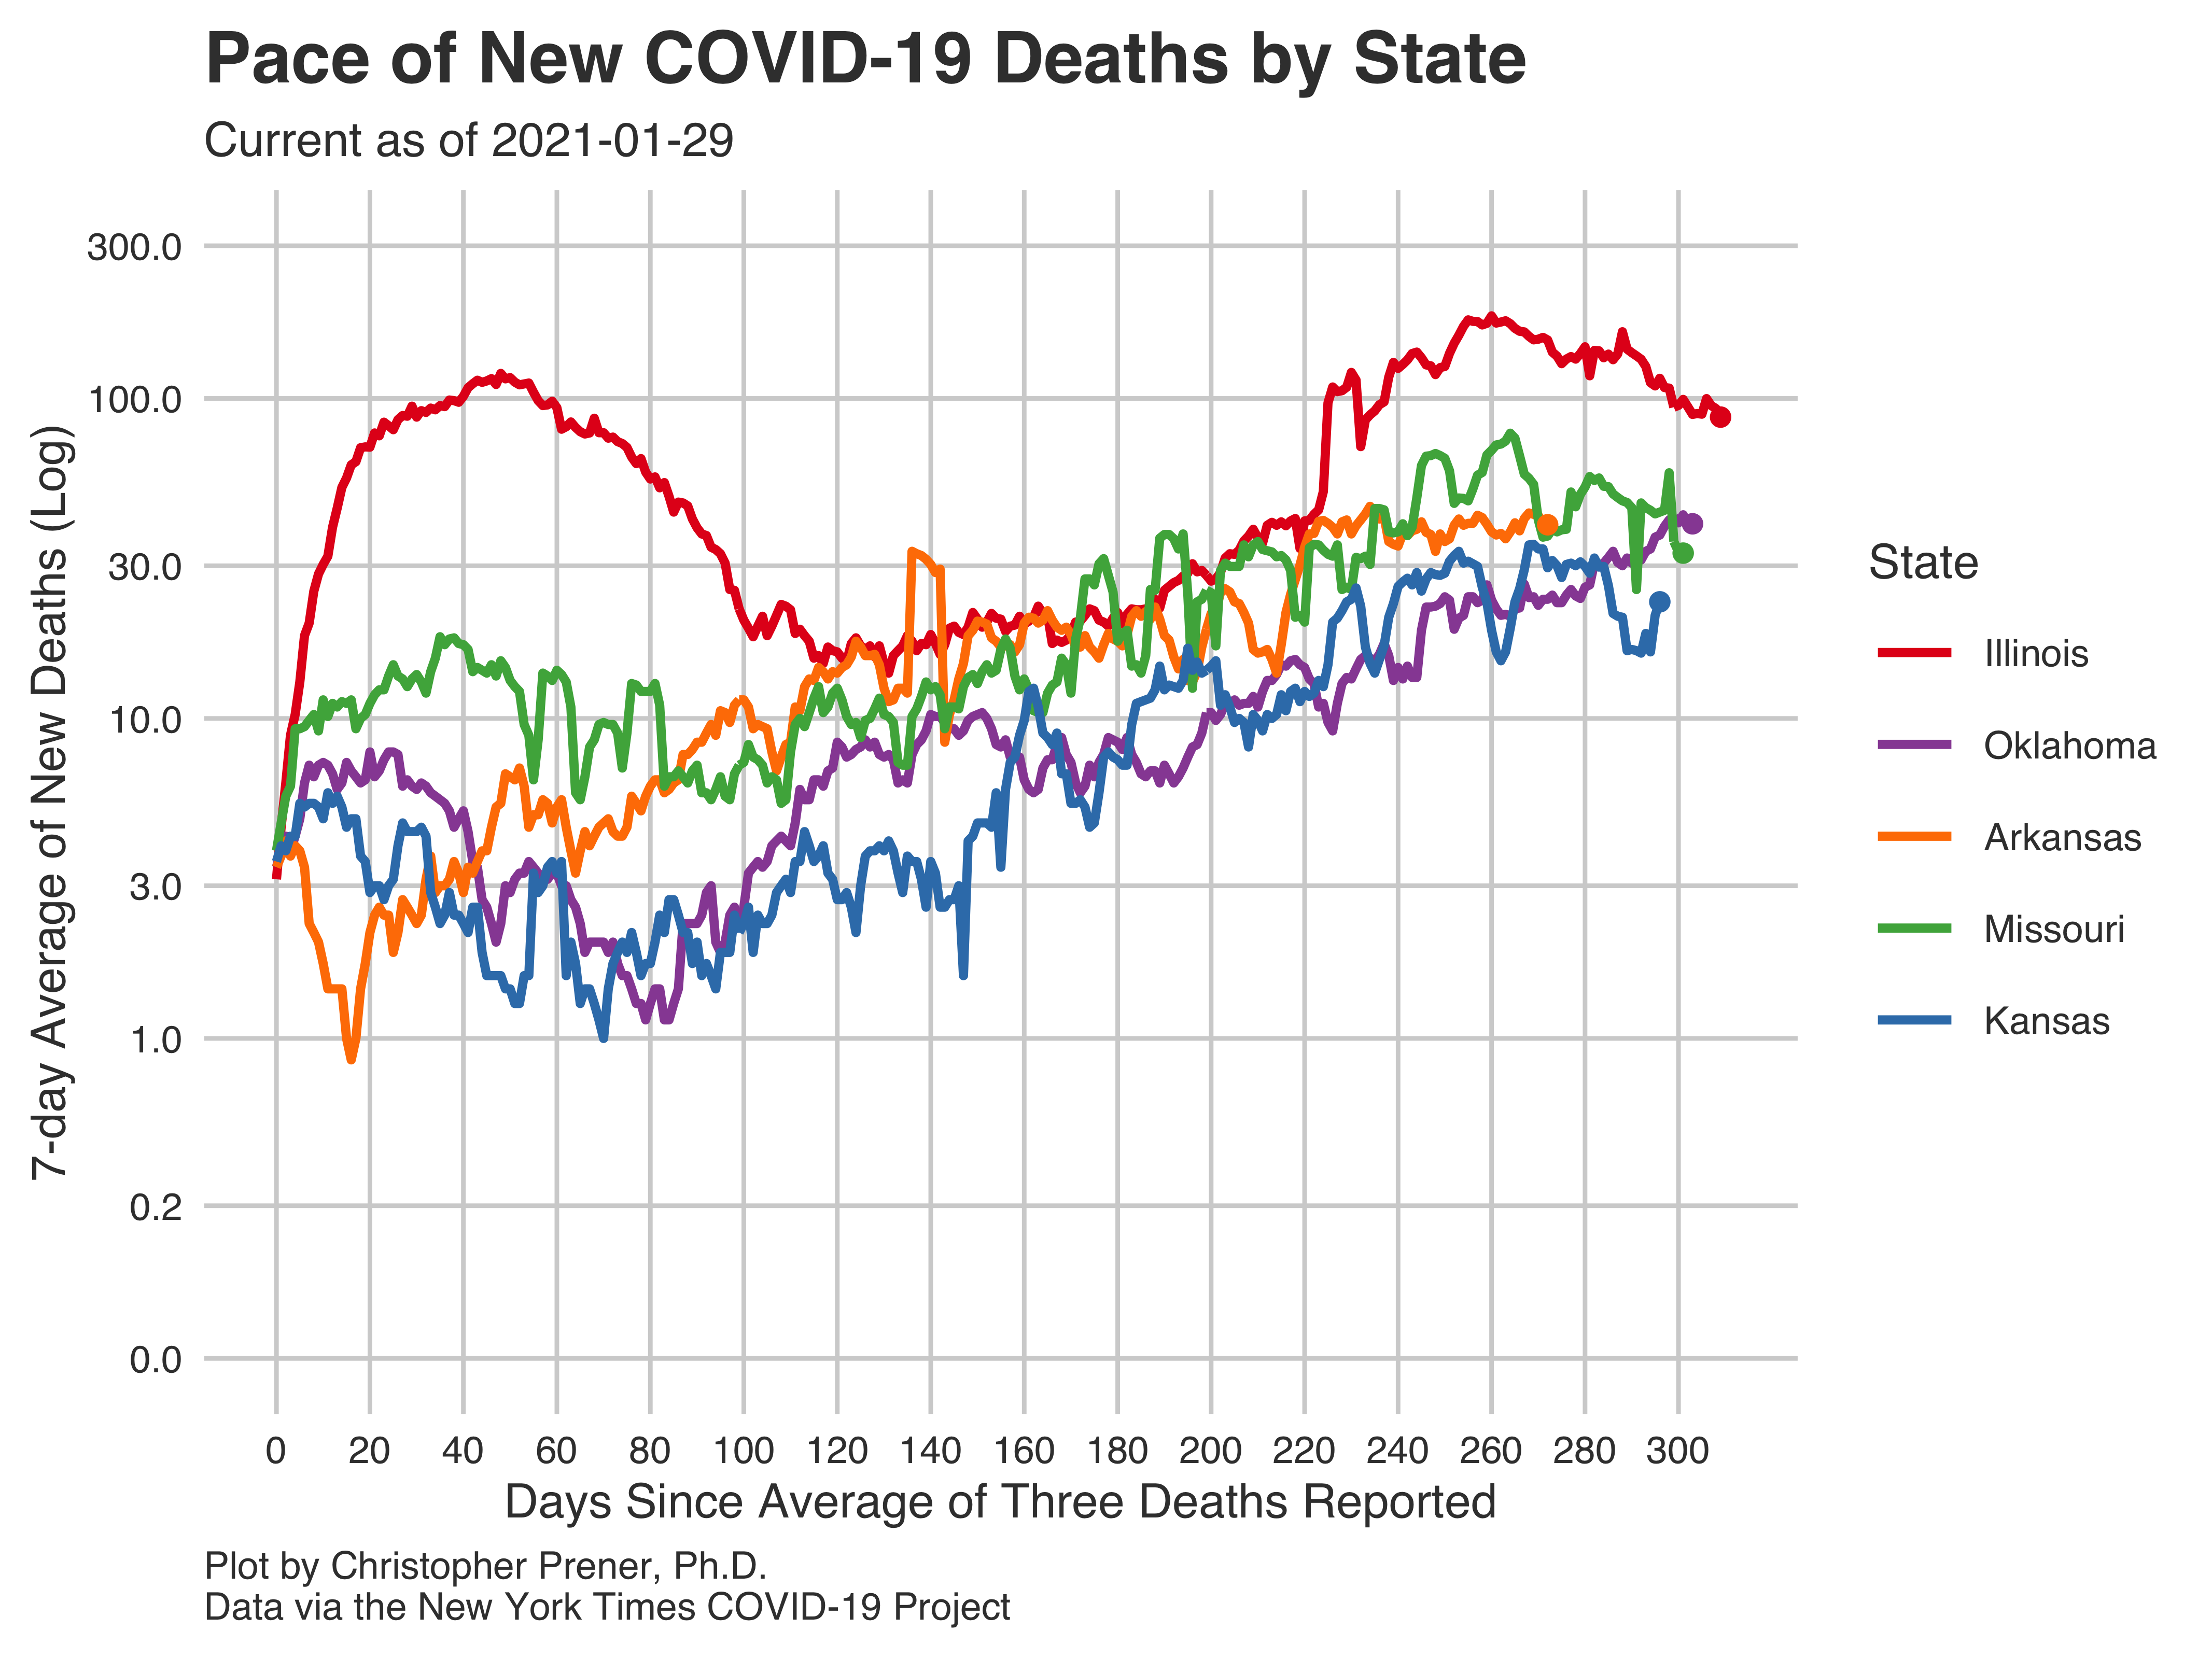 Pace of New COVID-19 Deaths by State
Current as of 2021-01-29
7-day Average of New Deaths (Log)
300.0
100.0
30.0
10.0
3.0
1.0
0.2
0.0
0 20 40 60 80 100 120 140 160 180 200 220 240 260 280 300
Days Since Average of Three Deaths Reported
State
Illinois
Oklahoma
Arkansas
Missouri
Kansas
Plot by Christopher Prener, Ph.D.
Data via the New York Times COVID-19 Project